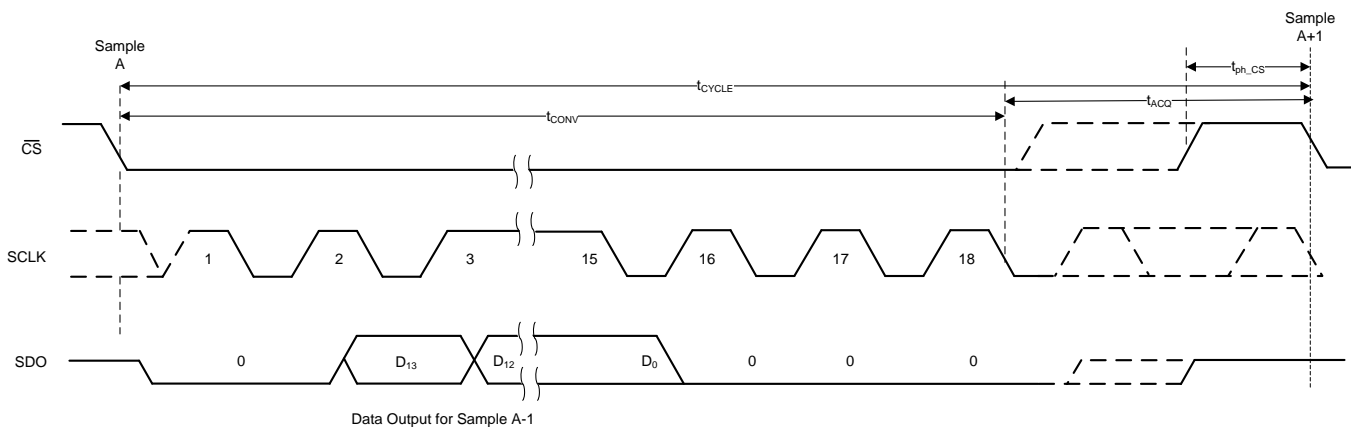 Sample
A
Sample
A+1
tph_CS
tCYCLE
tACQ
tCONV
CS
SCLK
1
2
3
15
16
17
18
SDO
0
D13
D12
D0
0
0
0
Data Output for Sample A-1